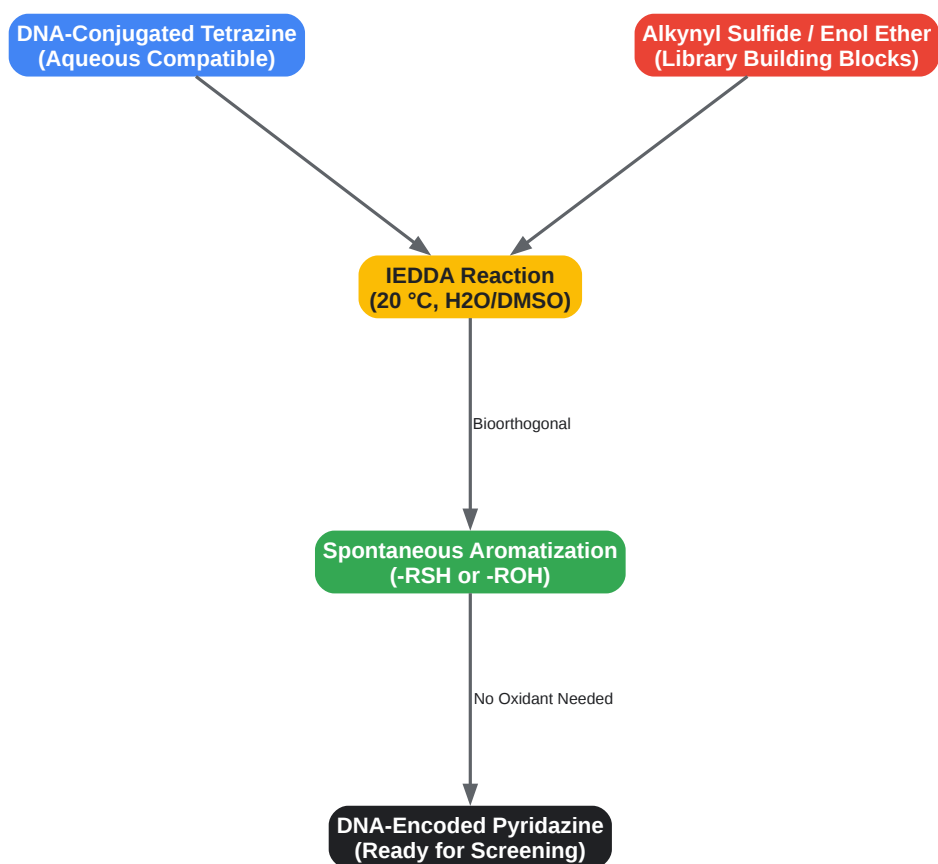 DNA-Conjugated Tetrazine
(Aqueous Compatible)
Alkynyl Sulfide / Enol Ether
(Library Building Blocks)
IEDDA Reaction
(20 °C, H2O/DMSO)
Bioorthogonal
Spontaneous Aromatization
(-RSH or -ROH)
No Oxidant Needed
DNA-Encoded Pyridazine
(Ready for Screening)